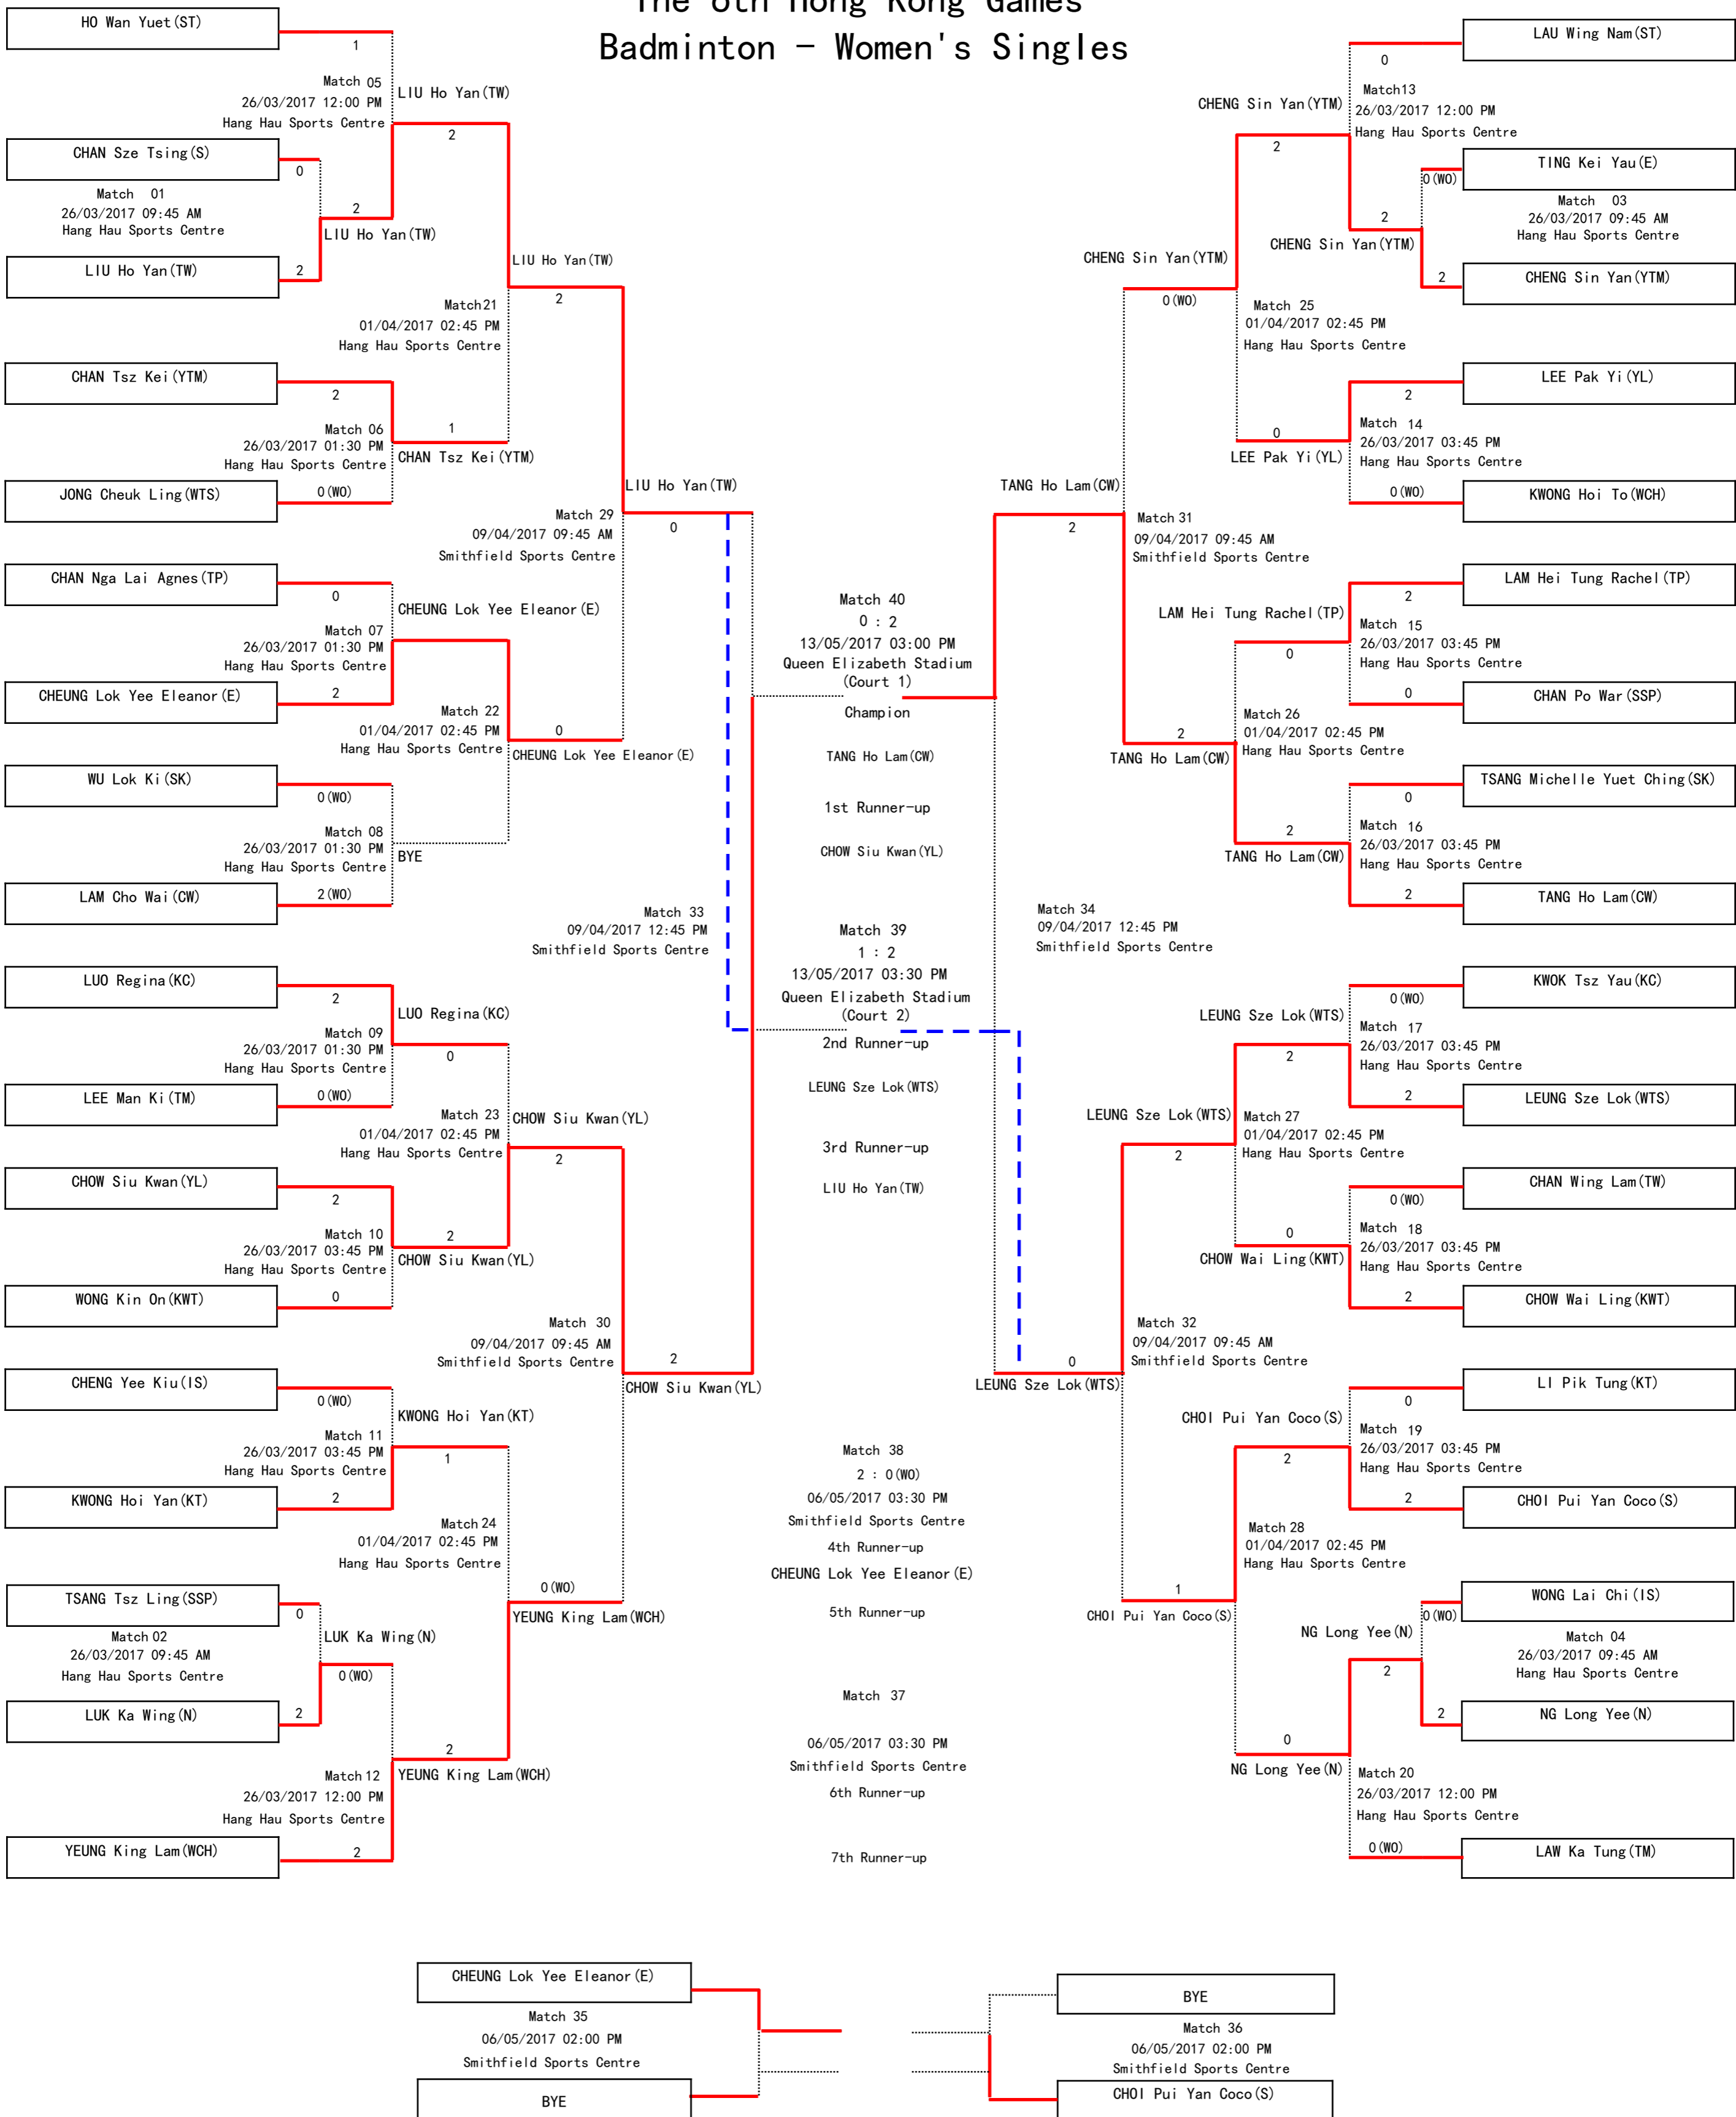 The 6th Hong Kong Games
Badminton - Women's Singles
HO Wan Yuet(ST)
1
Match 05
26/03/2017 12:00 PM
Hang Hau Sports Centre
LIU Ho Yan(TW)
2
CHAN Sze Tsing(S)
0
Match 01
26/03/2017 09:45 AM
Hang Hau Sports Centre
2
LIU Ho Yan(TW)
LIU Ho Yan(TW)
2
LIU Ho Yan(TW)
2
Match 21
01/04/2017 02:45 PM
Hang Hau Sports Centre
CHAN Tsz Kei(YTM)
2
Match 06
26/03/2017 01:30 PM
Hang Hau Sports Centre
1
CHAN Tsz Kei(YTM)
JONG Cheuk Ling(WTS)
0(WO)
LIU Ho Yan(TW)
0
Match 29
09/04/2017 09:45 AM
Smithfield Sports Centre
CHAN Nga Lai Agnes(TP)
0
CHEUNG Lok Yee Eleanor(E)
Match 07
26/03/2017 01:30 PM
Hang Hau Sports Centre
CHEUNG Lok Yee Eleanor(E)
2
Match 22
01/04/2017 02:45 PM
Hang Hau Sports Centre
0
CHEUNG Lok Yee Eleanor(E)
WU Lok Ki(SK)
0(WO)
Match 08
26/03/2017 01:30 PM
Hang Hau Sports Centre
BYE
LAM Cho Wai(CW)
2(WO)
Match 33
09/04/2017 12:45 PM
Smithfield Sports Centre
LUO Regina(KC)
2
LUO Regina(KC)
Match 09
26/03/2017 01:30 PM
Hang Hau Sports Centre
0
LEE Man Ki(TM)
0(WO)
Match 23
01/04/2017 02:45 PM
Hang Hau Sports Centre
CHOW Siu Kwan(YL)
2
CHOW Siu Kwan(YL)
2
Match 10
26/03/2017 03:45 PM
Hang Hau Sports Centre
2
CHOW Siu Kwan(YL)
WONG Kin On(KWT)
0
Match 30
09/04/2017 09:45 AM
Smithfield Sports Centre
2
CHOW Siu Kwan(YL)
CHENG Yee Kiu(IS)
0(WO)
KWONG Hoi Yan(KT)
Match 11
26/03/2017 03:45 PM
Hang Hau Sports Centre
1
KWONG Hoi Yan(KT)
2
Match 24
01/04/2017 02:45 PM
Hang Hau Sports Centre
0(WO)
YEUNG King Lam(WCH)
TSANG Tsz Ling(SSP)
0
Match 02
26/03/2017 09:45 AM
Hang Hau Sports Centre
LUK Ka Wing(N)
0(WO)
LUK Ka Wing(N)
2
2
YEUNG King Lam(WCH)
Match 12
26/03/2017 12:00 PM
Hang Hau Sports Centre
YEUNG King Lam(WCH)
2
Match 40
0 : 2
13/05/2017 03:00 PM
Queen Elizabeth Stadium
(Court 1)
Champion
TANG Ho Lam(CW)
1st Runner-up
CHOW Siu Kwan(YL)
Match 39
1 : 2
13/05/2017 03:30 PM
Queen Elizabeth Stadium
(Court 2)
2nd Runner-up
LEUNG Sze Lok(WTS)
3rd Runner-up
LIU Ho Yan(TW)
Match 38
2 : 0(WO)
06/05/2017 03:30 PM
Smithfield Sports Centre
4th Runner-up
CHEUNG Lok Yee Eleanor(E)
5th Runner-up
Match 37
06/05/2017 03:30 PM
Smithfield Sports Centre
6th Runner-up
7th Runner-up
LAU Wing Nam(ST)
0
CHENG Sin Yan(YTM)
Match13
26/03/2017 12:00 PM
Hang Hau Sports Centre
2
TING Kei Yau(E)
0(WO)
Match 03
26/03/2017 09:45 AM
Hang Hau Sports Centre
2
CHENG Sin Yan(YTM)
2
CHENG Sin Yan(YTM)
CHENG Sin Yan(YTM)
0(WO)
Match 25
01/04/2017 02:45 PM
Hang Hau Sports Centre
LEE Pak Yi(YL)
2
Match 14
26/03/2017 03:45 PM
Hang Hau Sports Centre
0
LEE Pak Yi(YL)
0(WO)
KWONG Hoi To(WCH)
TANG Ho Lam(CW)
2
Match 31
09/04/2017 09:45 AM
Smithfield Sports Centre
LAM Hei Tung Rachel(TP)
2
LAM Hei Tung Rachel(TP)
Match 15
26/03/2017 03:45 PM
Hang Hau Sports Centre
0
0
CHAN Po War(SSP)
Match 26
01/04/2017 02:45 PM
Hang Hau Sports Centre
2
TANG Ho Lam(CW)
TSANG Michelle Yuet Ching(SK)
0
Match 16
26/03/2017 03:45 PM
Hang Hau Sports Centre
2
TANG Ho Lam(CW)
2
TANG Ho Lam(CW)
Match 34
09/04/2017 12:45 PM
Smithfield Sports Centre
KWOK Tsz Yau(KC)
0(WO)
LEUNG Sze Lok(WTS)
Match 17
26/03/2017 03:45 PM
Hang Hau Sports Centre
2
2
LEUNG Sze Lok(WTS)
LEUNG Sze Lok(WTS)
2
Match 27
01/04/2017 02:45 PM
Hang Hau Sports Centre
CHAN Wing Lam(TW)
0(WO)
Match 18
26/03/2017 03:45 PM
Hang Hau Sports Centre
0
CHOW Wai Ling(KWT)
2
CHOW Wai Ling(KWT)
Match 32
09/04/2017 09:45 AM
Smithfield Sports Centre
0
LEUNG Sze Lok(WTS)
LI Pik Tung(KT)
0
CHOI Pui Yan Coco(S)
Match 19
26/03/2017 03:45 PM
Hang Hau Sports Centre
2
2
CHOI Pui Yan Coco(S)
Match 28
01/04/2017 02:45 PM
Hang Hau Sports Centre
1
CHOI Pui Yan Coco(S)
WONG Lai Chi(IS)
0(WO)
NG Long Yee(N)
Match 04
26/03/2017 09:45 AM
Hang Hau Sports Centre
2
2
NG Long Yee(N)
0
NG Long Yee(N)
Match 20
26/03/2017 12:00 PM
Hang Hau Sports Centre
0(WO)
LAW Ka Tung(TM)
CHEUNG Lok Yee Eleanor(E)
Match 35
06/05/2017 02:00 PM
Smithfield Sports Centre
BYE
BYE
Match 36
06/05/2017 02:00 PM
Smithfield Sports Centre
CHOI Pui Yan Coco(S)